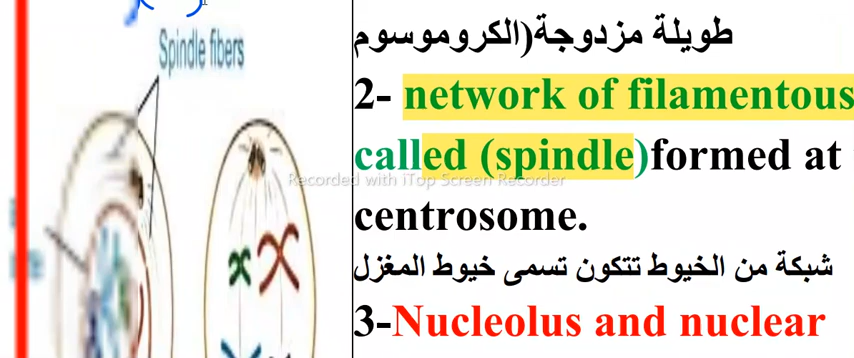 Spindle fibers
طويلة مزدوجة(الكروموسوم
2- network of filamentous
called (spindle)formed at
Recorded with iTop Screen Recorder
centrosome.
شبكة من الخيوط تتكون تسمى خيوط المغزل
3-Nucleolus and nuclear